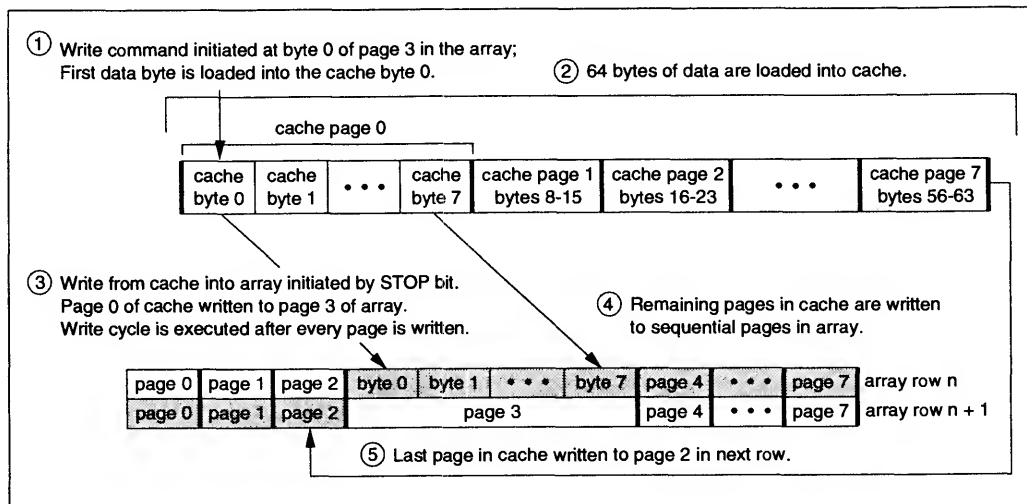 ① Write command initiated at byte 0 of page 3 in the array;
First data byte is loaded into the cache byte 0.
② 64 bytes of data are loaded into cache.
cache page 0
cache byte 0
cache byte 1
• • •
cache byte 7
cache page 1 bytes 8-15
cache page 2 bytes 16-23
• • •
cache page 7 bytes 56-63
③ Write from cache into array initiated by STOP bit.
Page 0 of cache written to page 3 of array.
Write cycle is executed after every page is written.
④ Remaining pages in cache are written
to sequential pages in array.
page 0 page 1 page 2 byte 0 byte 1 • • • byte 7 page 4 • • • page 7 array row n
page 0 page 1 page 2 page 3 page 4 • • • page 7 array row n + 1
⑤ Last page in cache written to page 2 in next row.